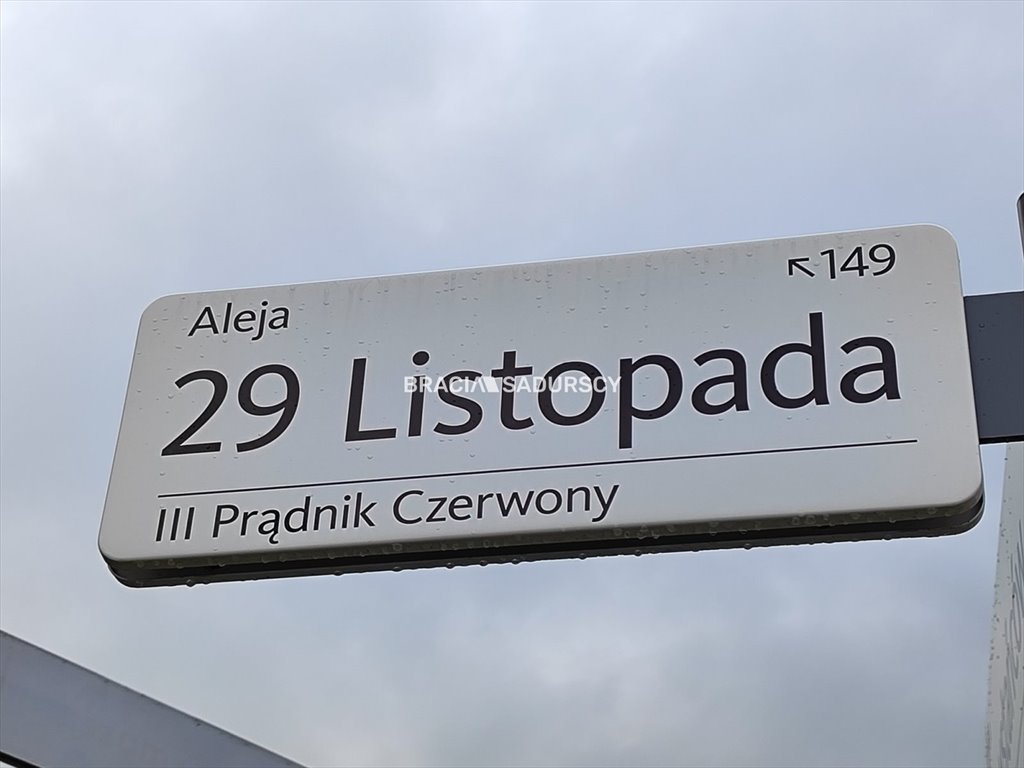 Aleja
↖149
29 Listopada
BRACIA SADURSCY
III Prądnik Czerwony